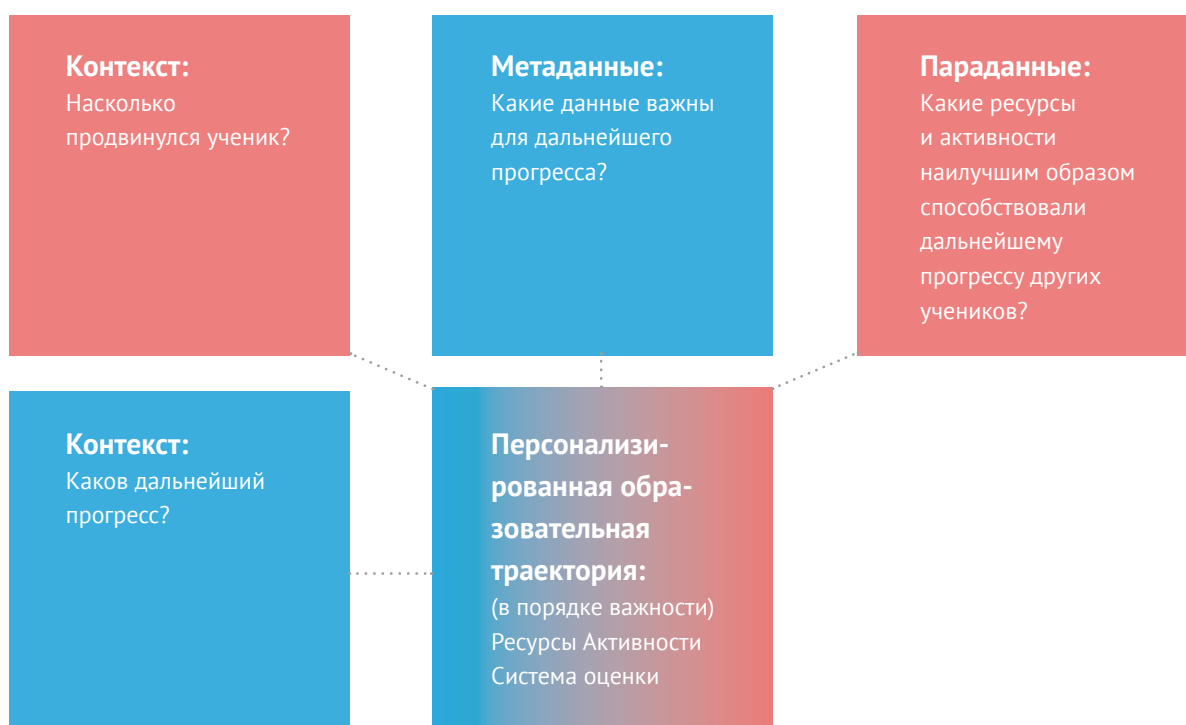 Контекст:
Насколько
продвинулся ученик?
Метаданные:
Какие данные важны
для дальнейшего
прогресса?
Параданные:
Какие ресурсы
и активности
наилучшим образом
способствовали
дальнейшему
прогрессу других
учеников?
Контекст:
Каков дальнейший
прогресс?
Персонализи-
рованная обра-
зовательная
траектория:
(в порядке важности)
Ресурсы Активности
Система оценки